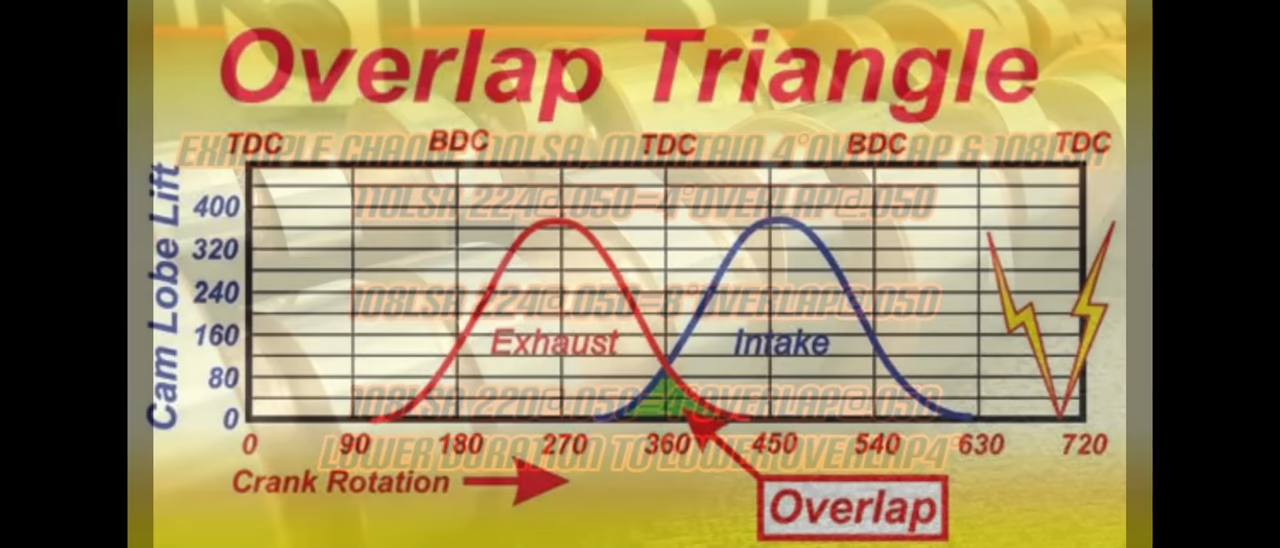 Overlap Triangle
TDC BDC TDC BDC TDC
EXAMPLE CHANGE 110LSA, MAINTAIN 4° OVERLAP & 108LSA
110LSA 224@.050=4°OVERLAP@.050
108LSA 224@.050=8°OVERLAP@.050
108LSA 220@.050=4°OVERLAP@.050
LOWER DURATION TO LOWER OVERLAP4°
Cam Lobe Lift
400
320
240
160
80
0
Exhaust Intake
0 90 180 270 360 450 540 630 720
Crank Rotation
Overlap